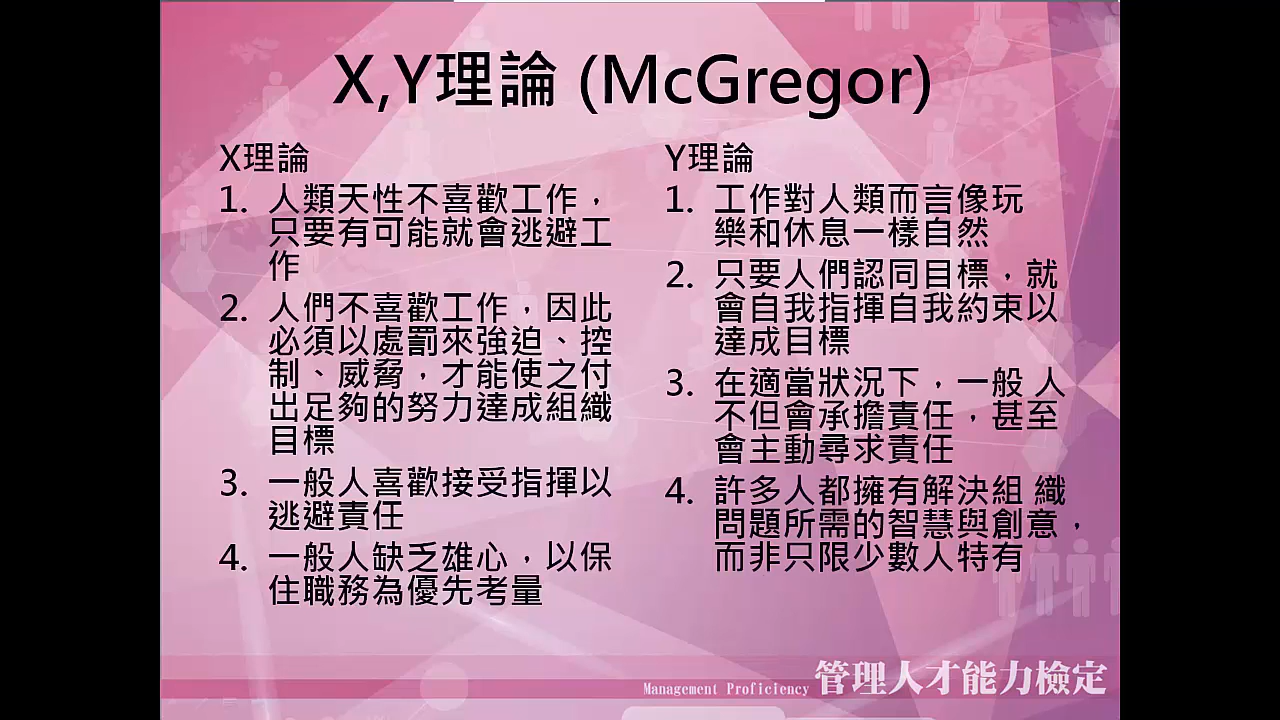 X,Y理論 (McGregor)
X理論
1. 人類天性不喜歡工作，
只要有可能就會逃避工
作
2. 人們不喜歡工作，因此
必須以處罰來強迫、控
制、威脅，才能使之付
出足夠的努力達成組織
目標
3. 一般人喜歡接受指揮以
逃避責任
4. 一般人缺乏雄心，以保
住職務為優先考量
Y理論
1. 工作對人類而言像玩
樂和休息一樣自然
2. 只要人們認同目標，就
會自我指揮自我約束以
達成目標
3. 在適當狀況下，一般 人
不但會承擔責任，甚至
會主動尋求責任
4. 許多人都擁有解決組 織
問題所需的智慧與創意，
而非只限少數人特有
Management Proficiency 管理人才能力檢定